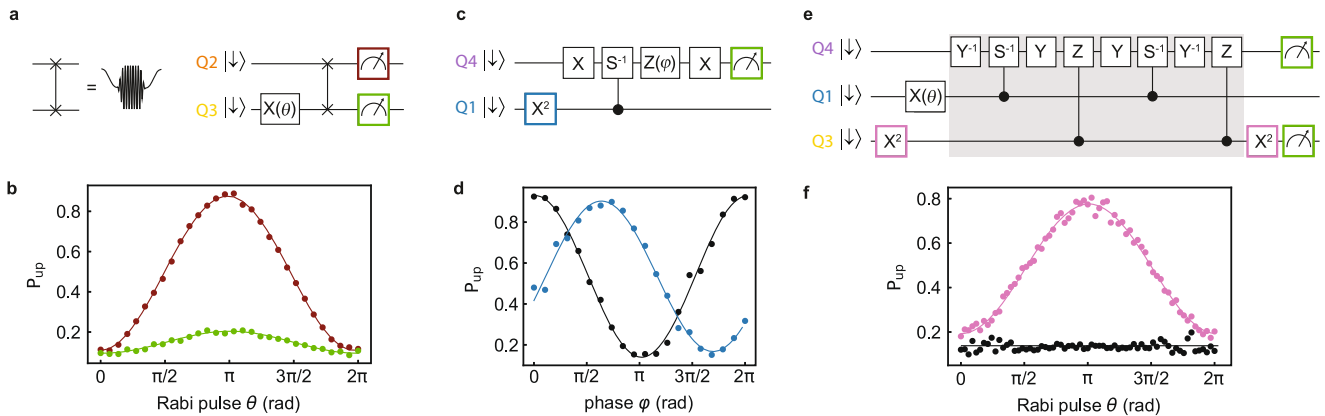 a
=
Q2 |↓⟩
Q3 |↓⟩ X(θ)
b
P_up
0.8
0.6
0.4
0.2
0 π/2 π 3π/2 2π
Rabi pulse θ (rad)
c
Q4 |↓⟩ X S⁻¹ Z(φ) X
Q1 |↓⟩ X²
d
P_up
0.8
0.6
0.4
0.2
0 π/2 π 3π/2 2π
phase φ (rad)
e
Q4 |↓⟩ Y⁻¹ S⁻¹ Y Z Y S⁻¹ Y⁻¹ Z
Q1 |↓⟩ X(θ)
Q3 |↓⟩ X² X²
f
P_up
0.8
0.6
0.4
0.2
0 π/2 π 3π/2 2π
Rabi pulse θ (rad)